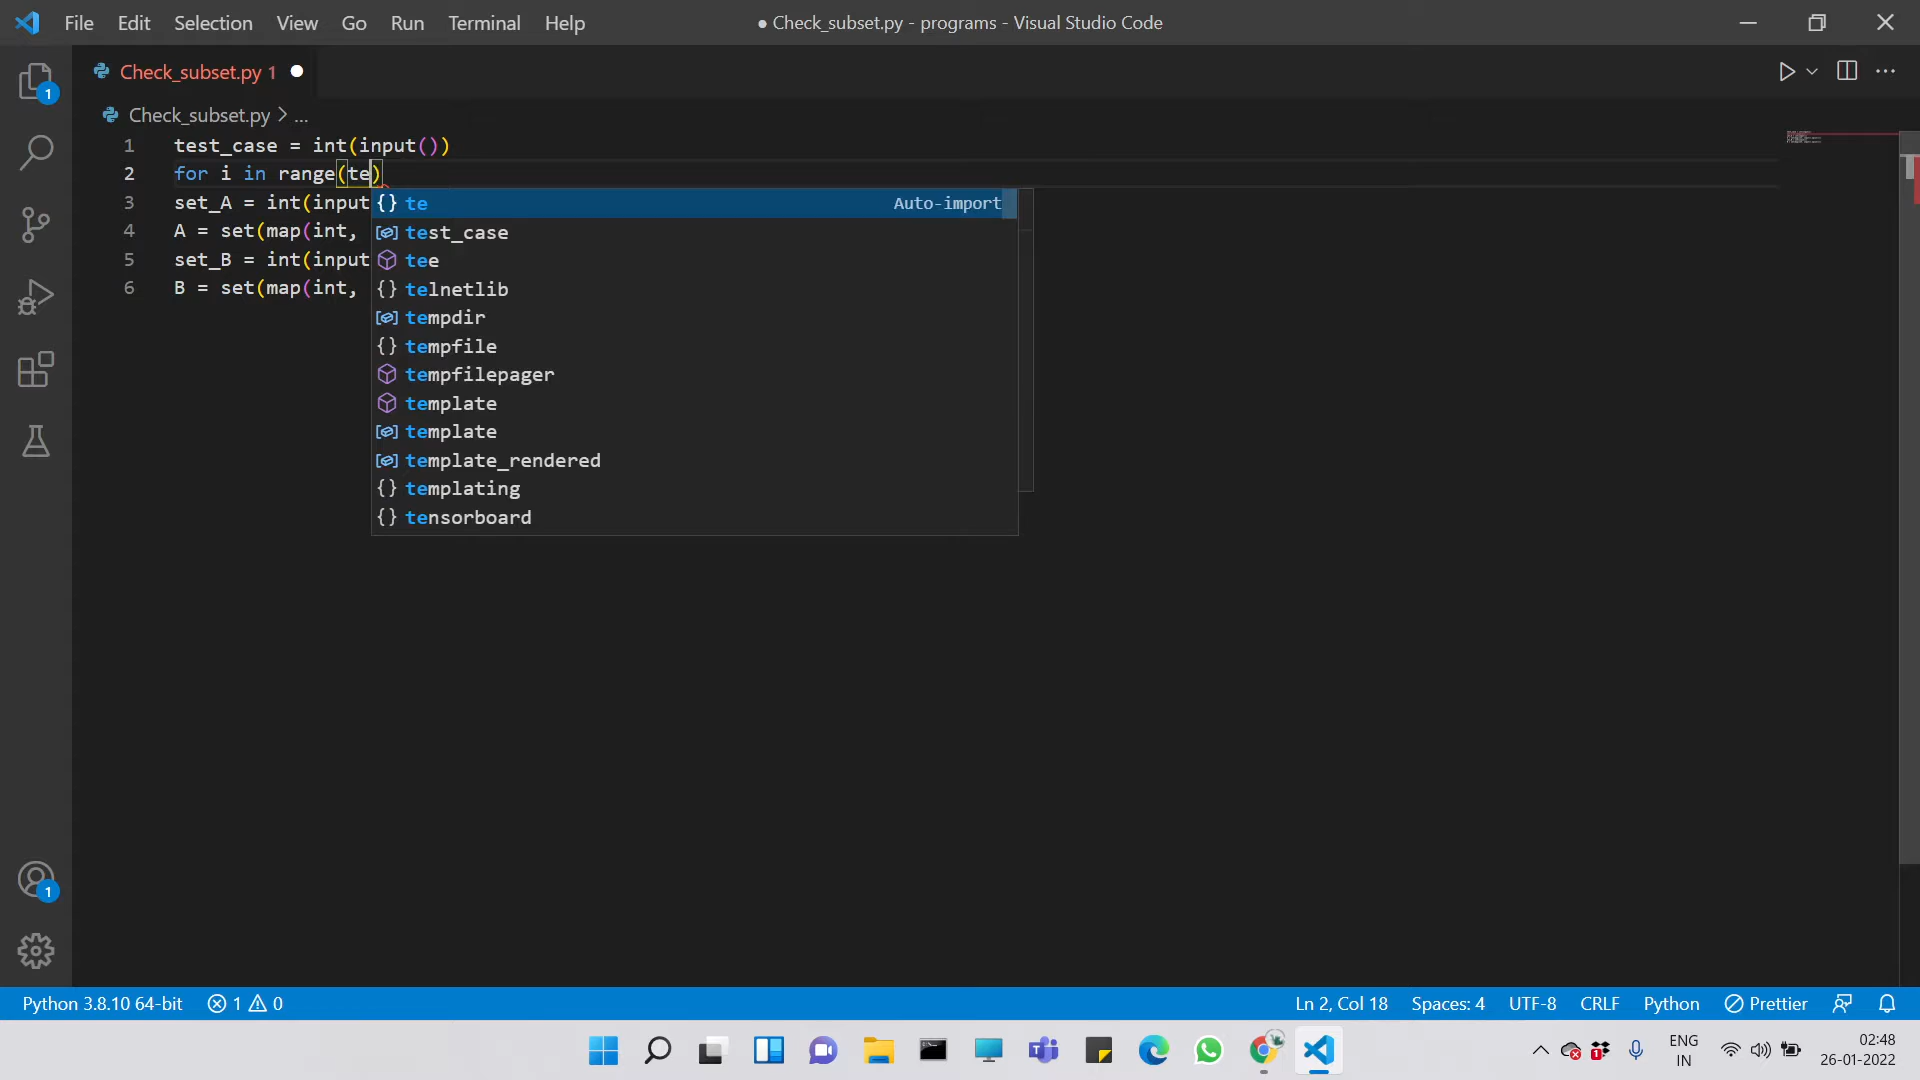 File Edit Selection View Go Run Terminal Help
● Check_subset.py - programs - Visual Studio Code
Check_subset.py 1
Check_subset.py > ...
1 test_case = int(input())
2 for i in range(te)
3 set_A = int(input
4 A = set(map(int,
5 set_B = int(input
6 B = set(map(int,
{} te Auto-import
test_case
tee
{} telnetlib
tempdir
{} tempfile
tempfilepager
template
template
template_rendered
{} templating
{} tensorboard
1
1
Python 3.8.10 64-bit 1 0
Ln 2, Col 18 Spaces: 4 UTF-8 CRLF Python Prettier
ENG
IN
02:48
26-01-2022